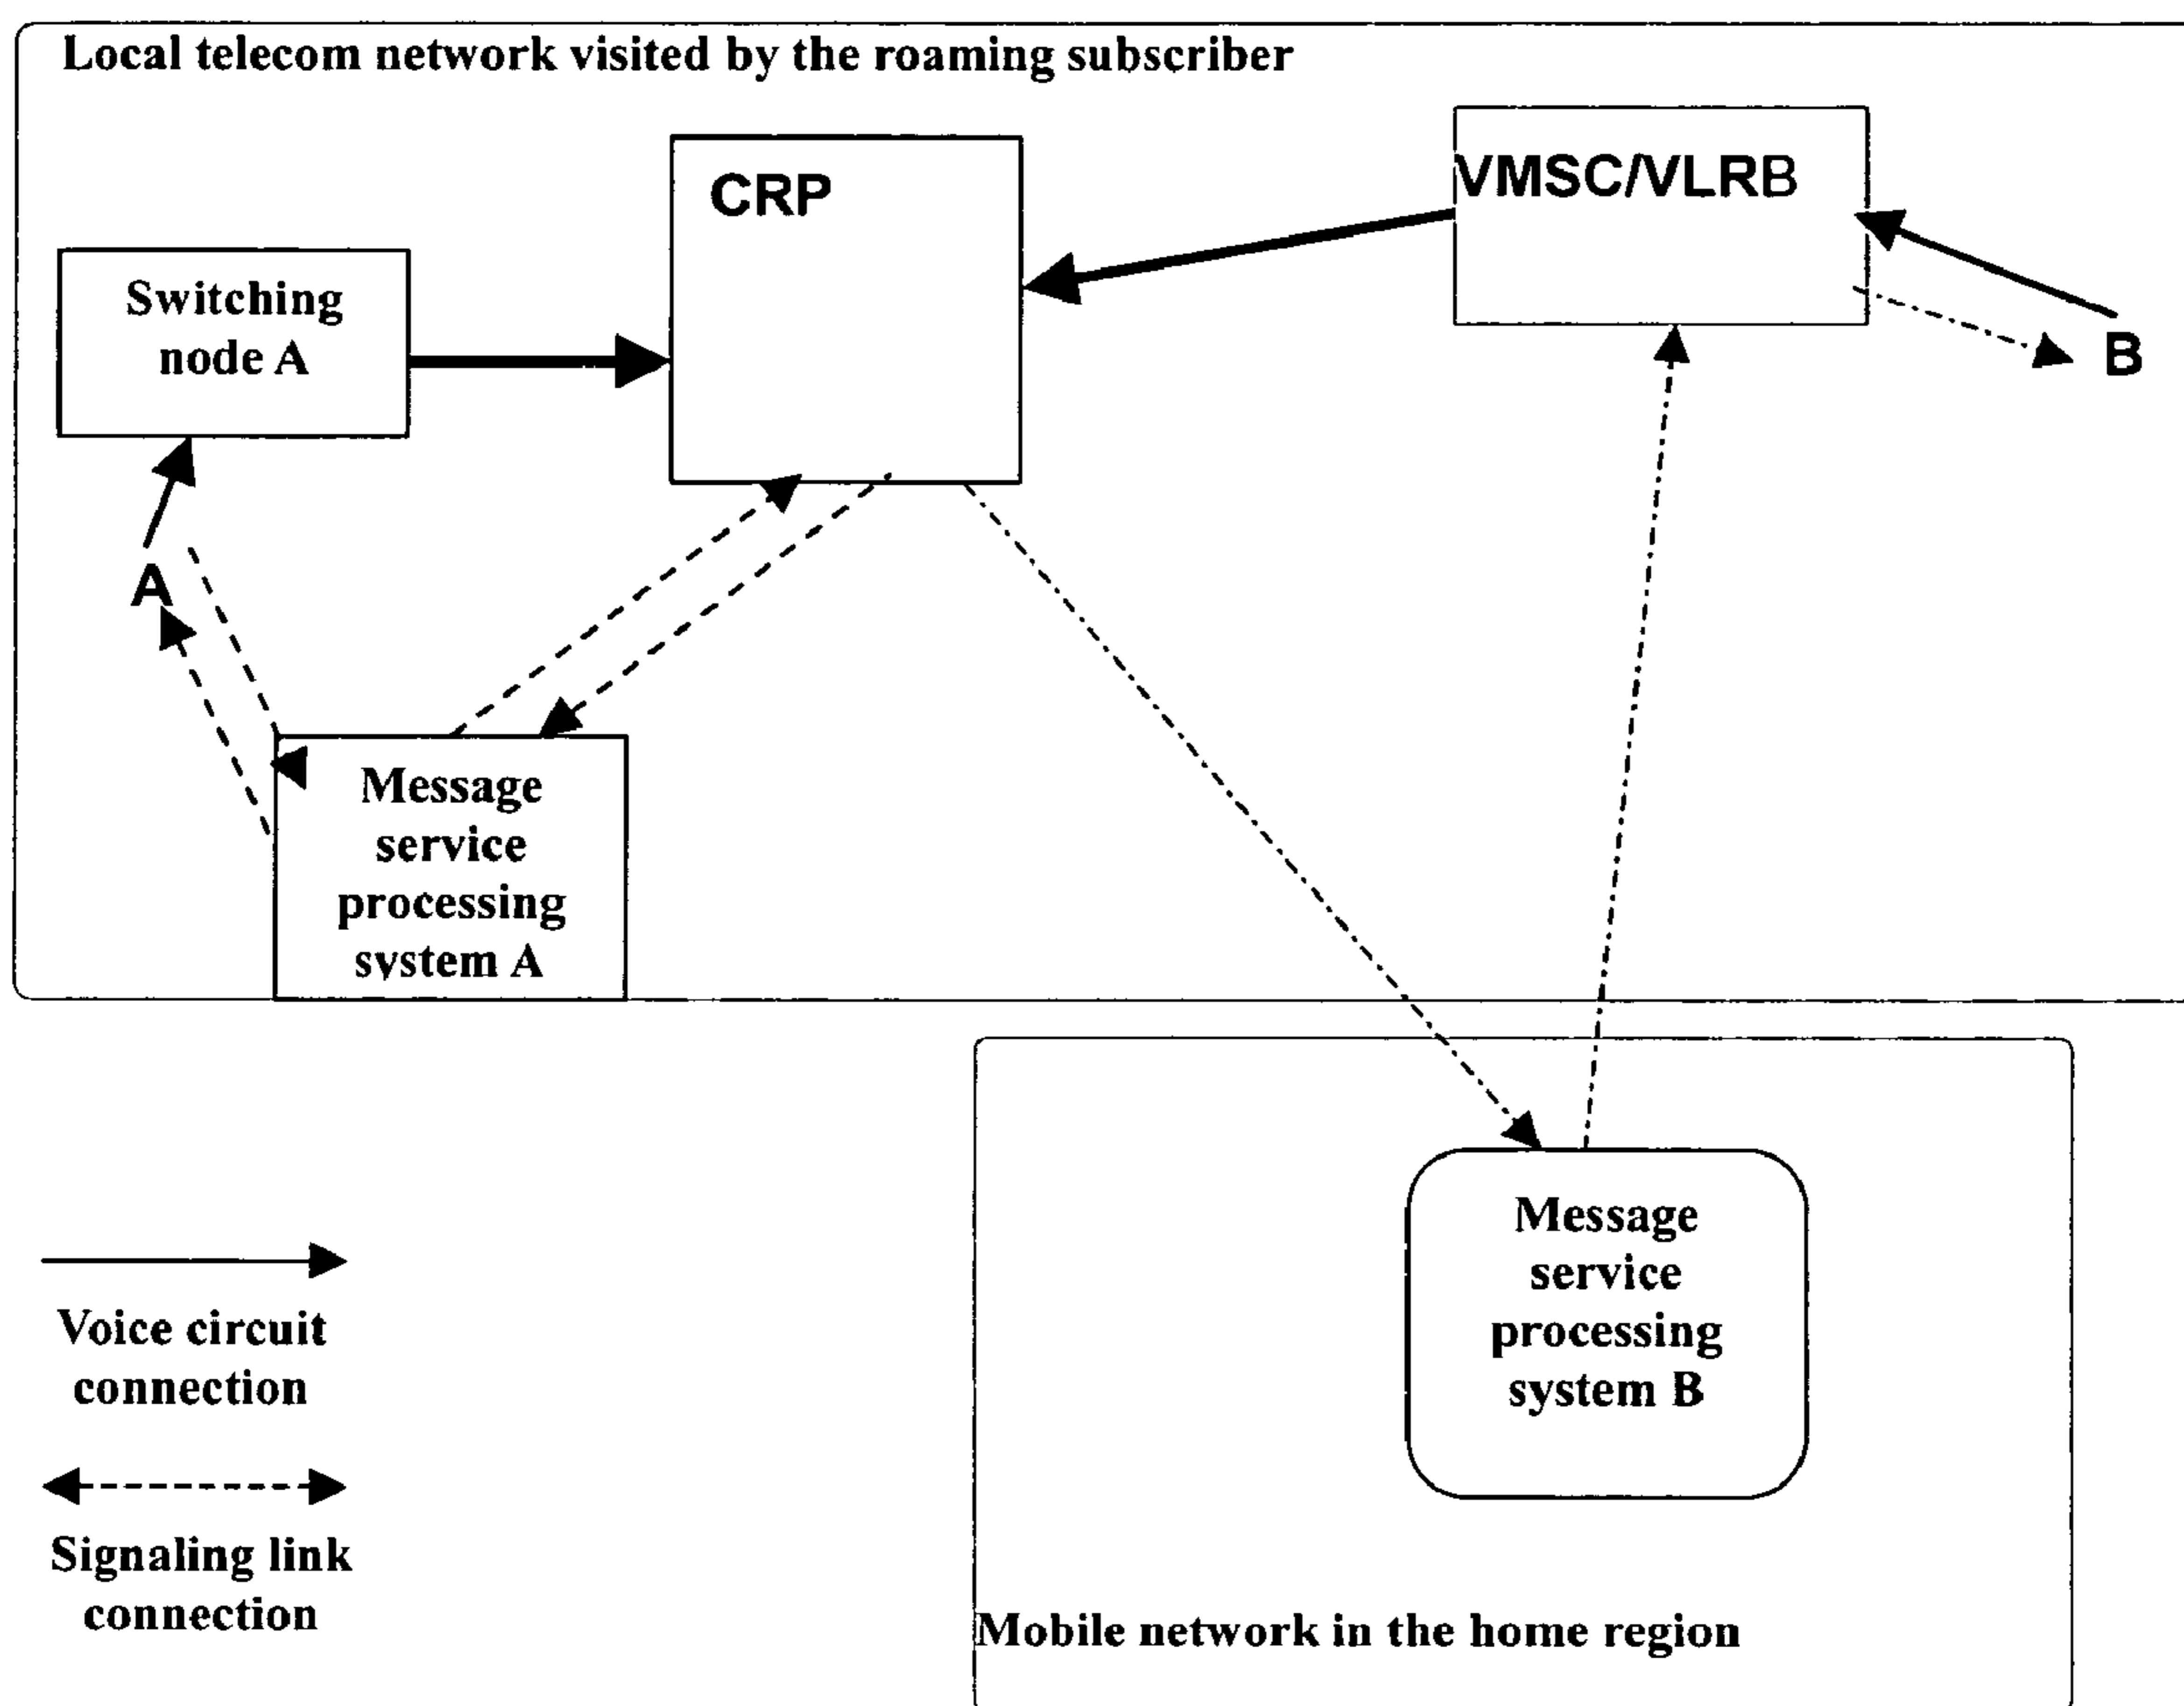 Local telecom network visited by the roaming subscriber
CRP
VMSC/VLRB
Switching
node A
B
A
Message
service
processing
system A
Message
service
processing
system B
Voice circuit
connection
Signaling link
connection
Mobile network in the home region